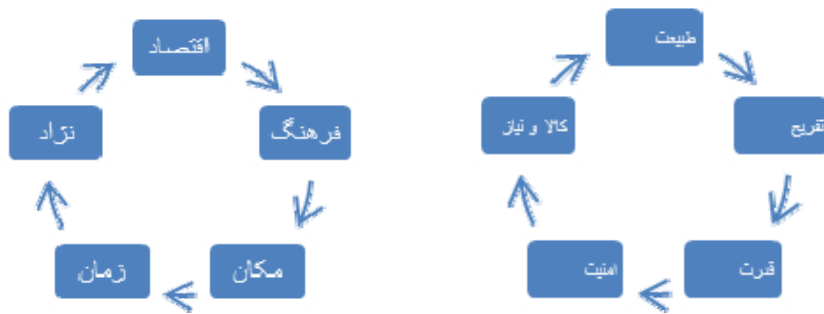 طبیعت
تفریح
قدرت
امنیت
کالا و نیاز
اقتصاد
فرهنگ
مکان
زمان
نژاد